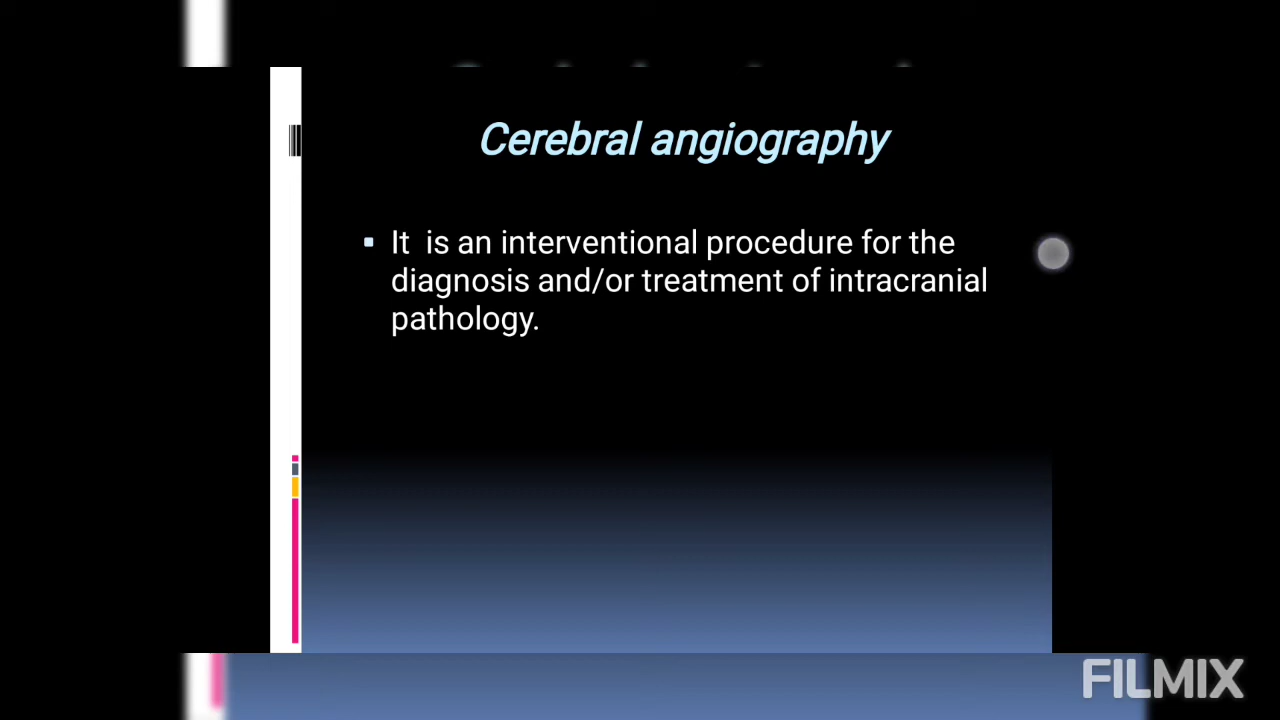 Cerebral angiography
▪ It is an interventional procedure for the
diagnosis and/or treatment of intracranial
pathology.
FILMIX